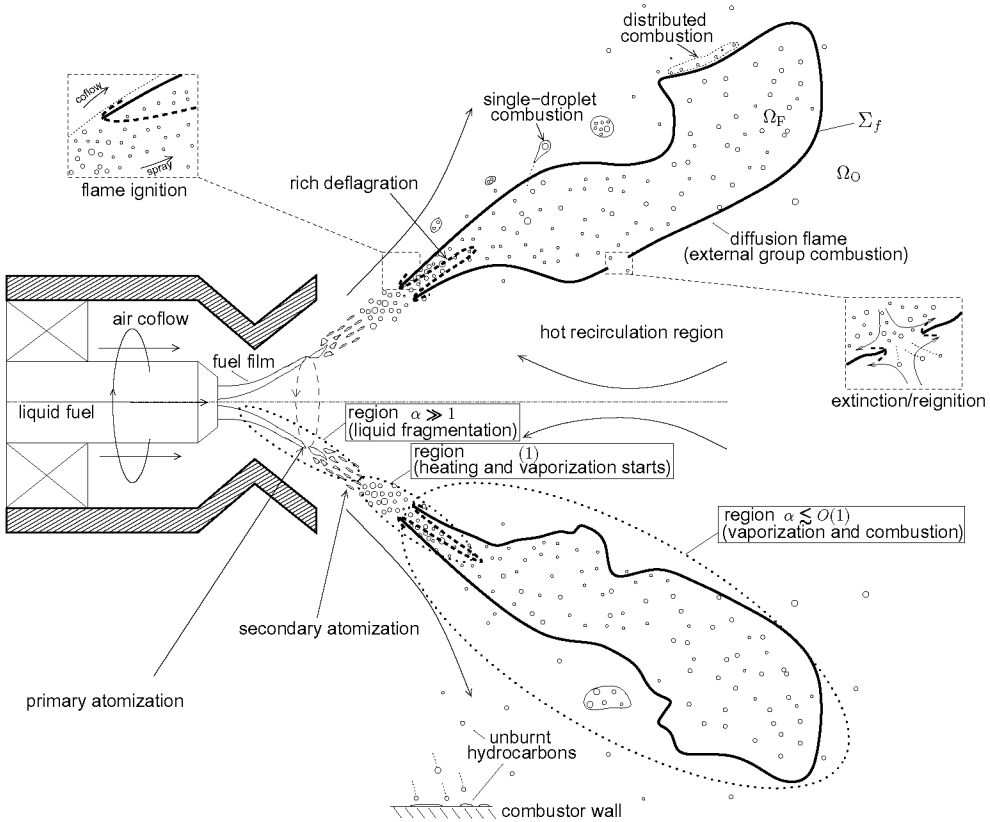 distributed
combustion
coflow
spray
flame ignition
single-droplet
combustion
rich deflagration
Ω_F
Σ_f
Ω_O
diffusion flame
(external group combustion)
air coflow
fuel film
hot recirculation region
liquid fuel
extinction/reignition
region α ≫ 1
(liquid fragmentation)
region (1)
(heating and vaporization starts)
region α ≲ O(1)
(vaporization and combustion)
secondary atomization
primary atomization
unburnt
hydrocarbons
combustor wall